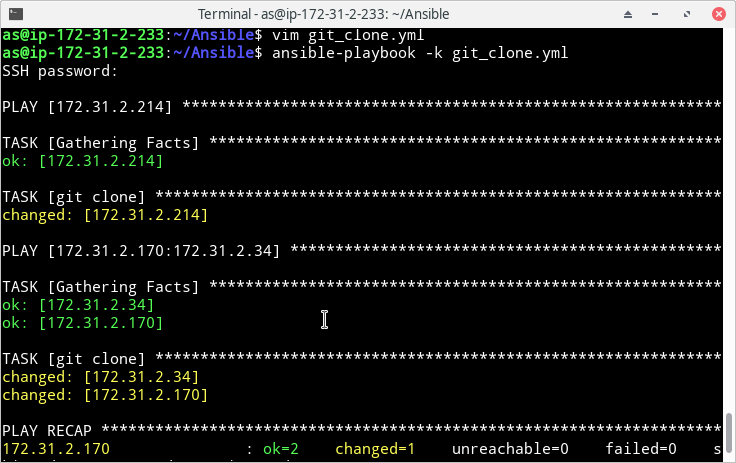 Terminal - as@ip-172-31-2-233: ~/Ansible
as@ip-172-31-2-233:~/Ansible$ vim git_clone.yml
as@ip-172-31-2-233:~/Ansible$ ansible-playbook -k git_clone.yml
SSH password:
PLAY [172.31.2.214] ************************************************************
TASK [Gathering Facts] *********************************************************
ok: [172.31.2.214]
TASK [git clone] ***************************************************************
changed: [172.31.2.214]
PLAY [172.31.2.170:172.31.2.34] ************************************************
TASK [Gathering Facts] *********************************************************
ok: [172.31.2.34]
ok: [172.31.2.170]
TASK [git clone] ***************************************************************
changed: [172.31.2.34]
changed: [172.31.2.170]
PLAY RECAP *********************************************************************
172.31.2.170 : ok=2 changed=1 unreachable=0 failed=0 s